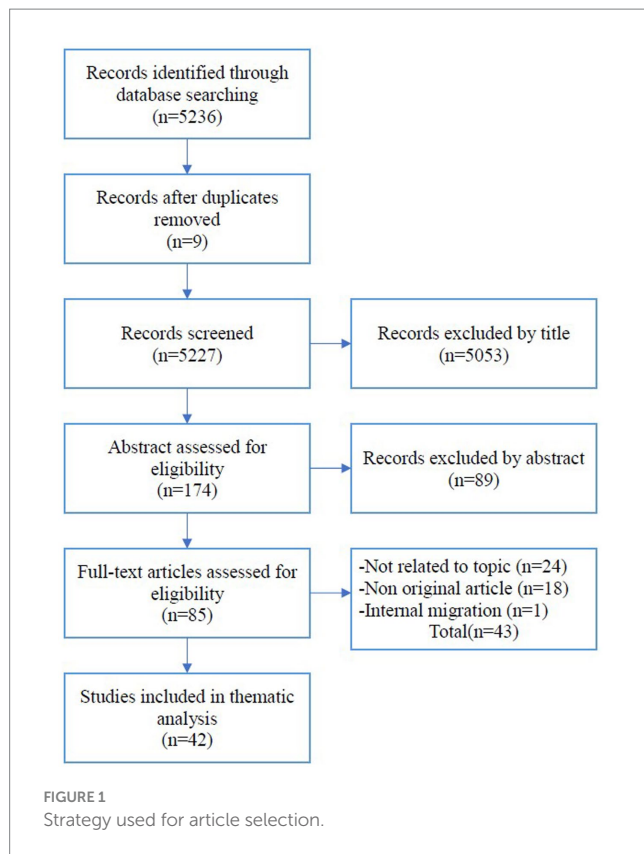 Records identified through
database searching
(n=5236)
Records after duplicates
removed
(n=9)
Records screened
(n=5227)
Records excluded by title
(n=5053)
Abstract assessed for
eligibility
(n=174)
Records excluded by abstract
(n=89)
Full-text articles assessed for
eligibility
(n=85)
-Not related to topic (n=24)
-Non original article (n=18)
-Internal migration (n=1)
Total(n=43)
Studies included in thematic
analysis
(n=42)
FIGURE 1
Strategy used for article selection.